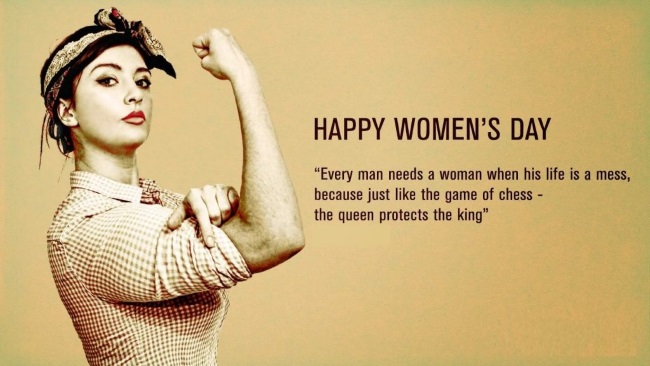 HAPPY WOMEN'S DAY
“Every man needs a woman when his life is a mess,
because just like the game of chess -
the queen protects the king”